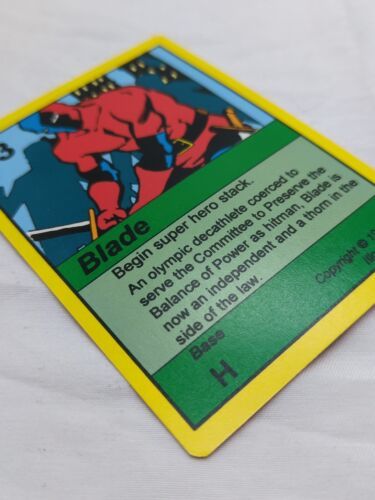 3
Blade
Begin super hero stack.
An olympic decathlete coerced to
serve the Committee to Preserve the
Balance of Power as hitman, Blade is
now an independent and a thorn in the
side of the law.
Base
Copyright ©
H